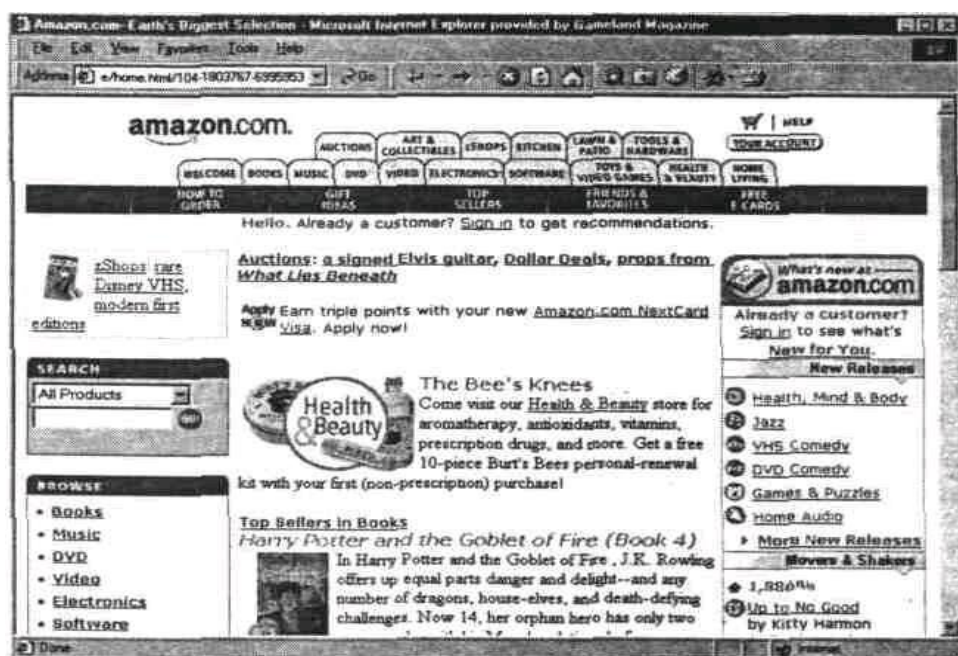 Amazon.com--Earth's Biggest Selection - Microsoft Internet Explorer provided by Gameland Magazine
File Edit View Favorites Tools Help
Address e/home.html/104-1803767-6995953 Go
amazon.com.
HELP
YOUR ACCOUNT
AUCTIONS ART & COLLECTIBLES zSHOPS KITCHEN LAWN & PATIO TOOLS & HARDWARE
WELCOME BOOKS MUSIC DVD VIDEO ELECTRONICS SOFTWARE TOYS & VIDEO GAMES HEALTH & BEAUTY HOME LIVING
HOW TO ORDER GIFT IDEAS TOP SELLERS FRIENDS & FAVORITES FREE E-CARDS
Hello. Already a customer? Sign in to get recommendations.
zShops: rare
Disney VHS,
modern first
editions
SEARCH
All Products
BROWSE
• Books
• Music
• DVD
• Video
• Electronics
• Software
Auctions: a signed Elvis guitar, Dollar Deals, props from
What Lies Beneath
Apply Now Earn triple points with your new Amazon.com NextCard
Visa. Apply now!
Health & Beauty
The Bee's Knees
Come visit our Health & Beauty store for
aromatherapy, antioxidants, vitamins,
prescription drugs, and more. Get a free
10-piece Burt's Bees personal-renewal
kit with your first (non-prescription) purchase!
Top Sellers in Books
Harry Potter and the Goblet of Fire (Book 4)
In Harry Potter and the Goblet of Fire , J.K. Rowling
offers up equal parts danger and delight--and any
number of dragons, house-elves, and death-defying
challenges. Now 14, her orphan hero has only two
What's new at
amazon.com
Already a customer?
Sign in to see what's
New for You.
New Releases
Health, Mind & Body
Jazz
VHS Comedy
DVD Comedy
Games & Puzzles
Home Audio
More New Releases
Movers & Shakers
1,886%
Up to No Good
by Kitty Harmon
Done
Internet